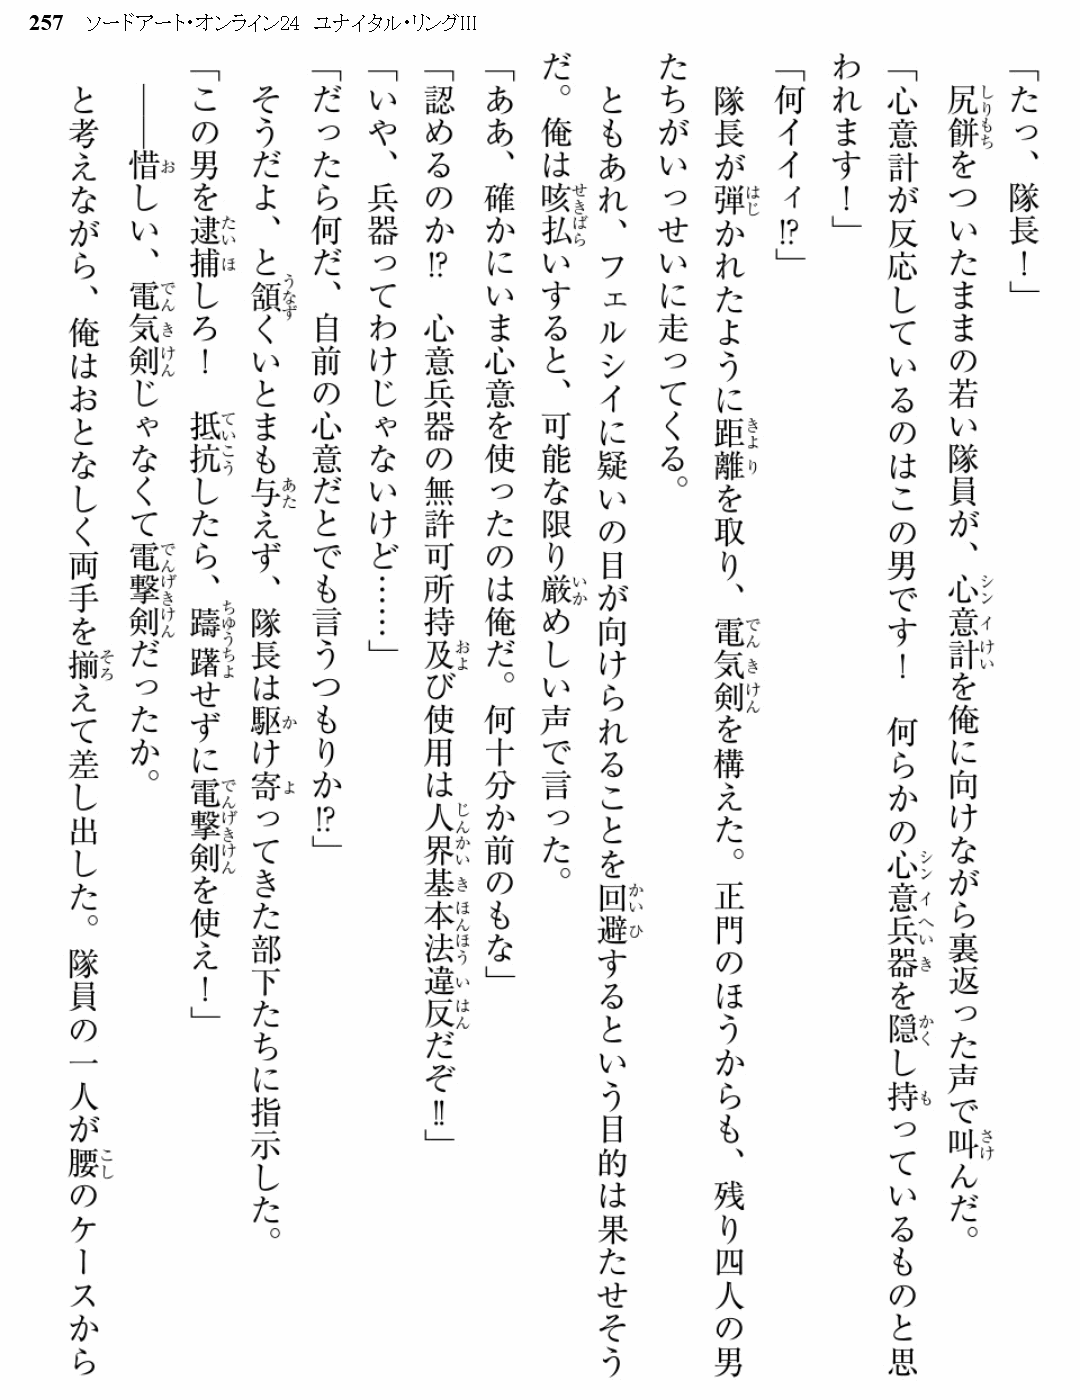 257 ソードアート・オンライン24 ユナイタル・リングIII
「たっ、隊長！」
尻餅をついたままの若い隊員が、心意計を俺に向けながら裏返った声で叫んだ。
「心意計が反応しているのはこの男です！　何らかの心意兵器を隠し持っているものと思
われます！」
「何イイィ!?」
隊長が弾かれたように距離を取り、電気剣を構えた。正門のほうからも、残り四人の男
たちがいっせいに走ってくる。
ともあれ、フェルシイに疑いの目が向けられることを回避するという目的は果たせそう
だ。俺は咳払いすると、可能な限り厳めしい声で言った。
「ああ、確かにいま心意を使ったのは俺だ。何十分か前のもな」
「認めるのか!?　心意兵器の無許可所持及び使用は人界基本法違反だぞ!!」
「いや、兵器ってわけじゃないけど……」
「だったら何だ、自前の心意だとでも言うつもりか!?」
そうだよ、と頷くいとまも与えず、隊長は駆け寄ってきた部下たちに指示した。
「この男を逮捕しろ！　抵抗したら、躊躇せずに電撃剣を使え！」
――惜しい、電気剣じゃなくて電撃剣だったか。
と考えながら、俺はおとなしく両手を揃えて差し出した。隊員の一人が腰のケースから